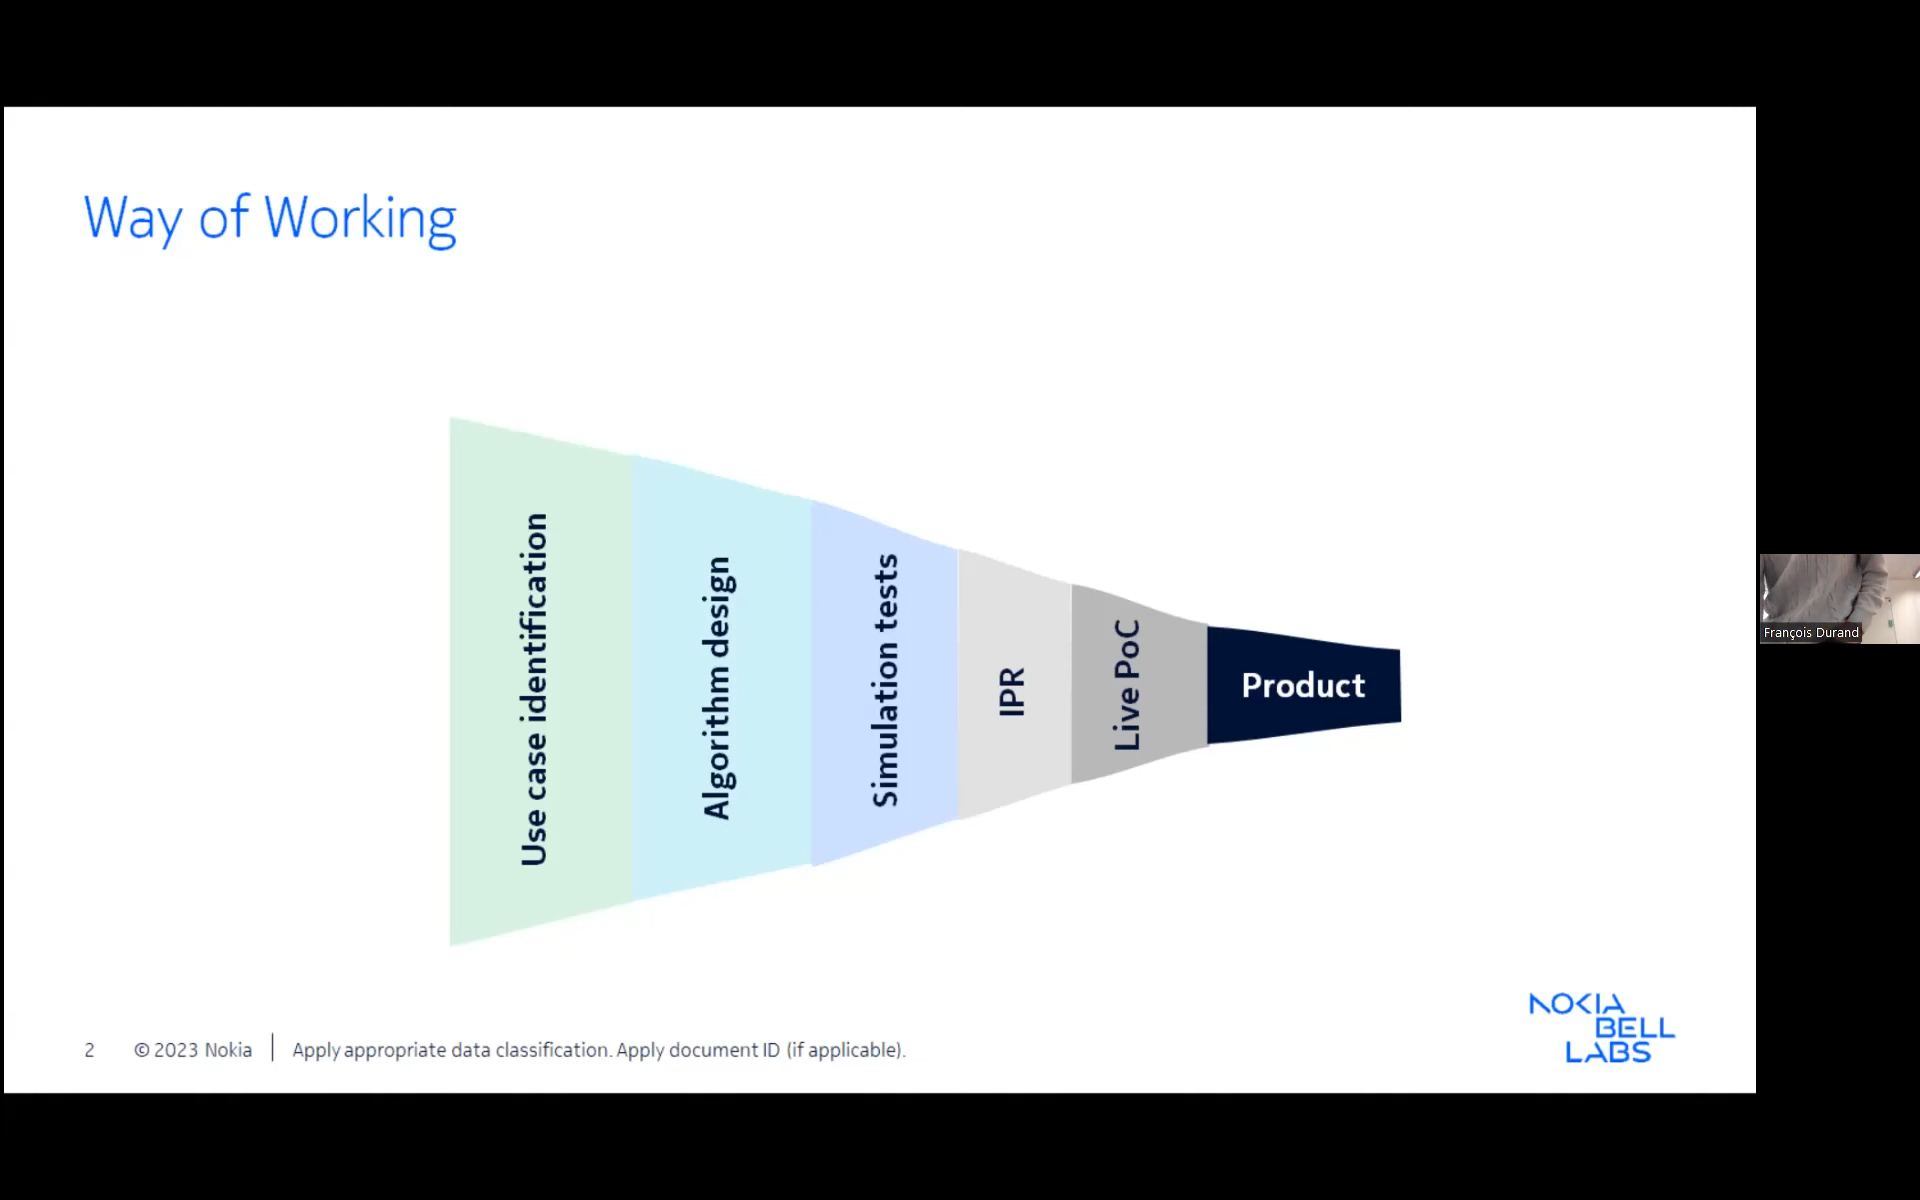 Way of Working
Use case identification
Algorithm design
Simulation tests
IPR
Live PoC
Product
François Durand
NOKIA
BELL
LABS
2 © 2023 Nokia | Apply appropriate data classification. Apply document ID (if applicable).